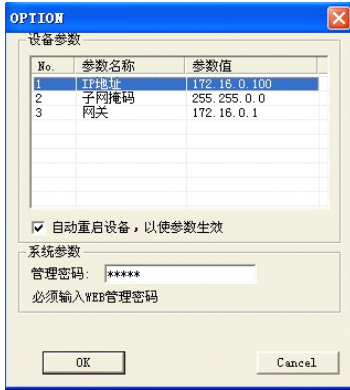 OPTION
设备参数
No. 参数名称 参数值
1 IP地址 172.16.0.100
2 子网掩码 255.255.0.0
3 网关 172.16.0.1
自动重启设备，以使参数生效
系统参数
管理密码: *****
必须输入WEB管理密码
OK Cancel